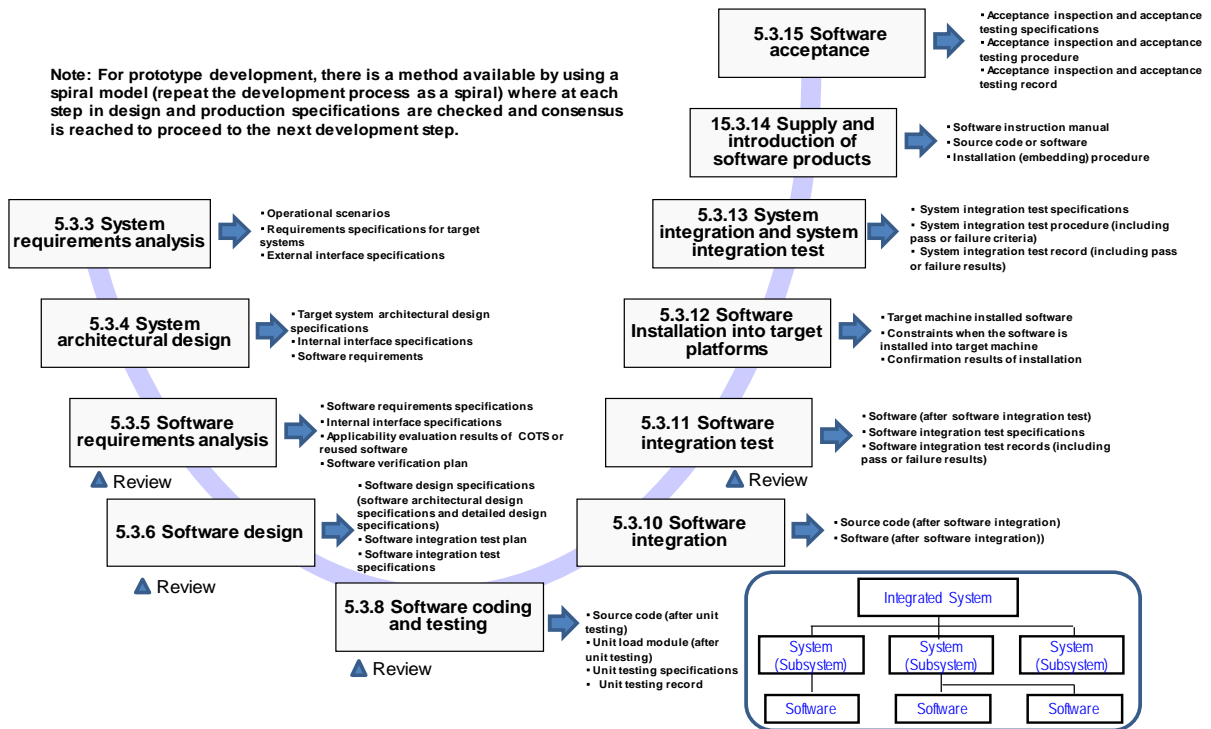 Note: For prototype development, there is a method available by using a
spiral model (repeat the development process as a spiral) where at each
step in design and production specifications are checked and consensus
is reached to proceed to the next development step.
5.3.3 System
requirements analysis
▪ Operational scenarios
▪ Requirements specifications for target
systems
▪ External interface specifications
5.3.4 System
architectural design
▪ Target system architectural design
specifications
▪ Internal interface specifications
▪ Software requirements
5.3.5 Software
requirements analysis
▪ Software requirements specifications
▪ Internal interface specifications
▪ Applicability evaluation results of COTS or
reused software
▪ Software verification plan
Review
5.3.6 Software design
▪ Software design specifications
(software architectural design
specifications and detailed design
specifications)
▪ Software integration test plan
▪ Software integration test
specifications
Review
5.3.8 Software coding
and testing
▪ Source code (after unit
testing)
▪ Unit load module (after
unit testing)
▪ Unit testing specifications
▪ Unit testing record
Review
5.3.10 Software
integration
▪ Source code (after software integration)
▪ Software (after software integration))
5.3.11 Software
integration test
▪ Software (after software integration test)
▪ Software integration test specifications
▪ Software integration test records (including
pass or failure results)
Review
5.3.12 Software
Installation into target
platforms
▪ Target machine installed software
▪ Constraints when the software is
installed into target machine
▪ Confirmation results of installation
5.3.13 System
integration and system
integration test
▪ System integration test specifications
▪ System integration test procedure (including
pass or failure criteria)
▪ System integration test record (including pass
or failure results)
15.3.14 Supply and
introduction of
software products
▪ Software instruction manual
▪ Source code or software
▪ Installation (embedding) procedure
5.3.15 Software
acceptance
▪ Acceptance inspection and acceptance
testing specifications
▪ Acceptance inspection and acceptance
testing procedure
▪ Acceptance inspection and acceptance
testing record
Integrated System
System
(Subsystem)
System
(Subsystem)
System
(Subsystem)
Software
Software
Software